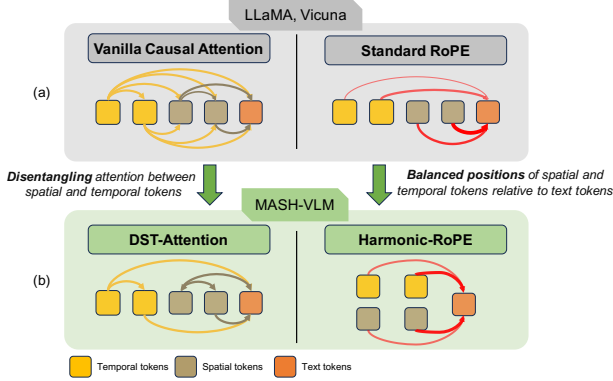 LLaMA, Vicuna
Vanilla Causal Attention
Standard RoPE
(a)
Disentangling attention between
spatial and temporal tokens
Balanced positions of spatial and
temporal tokens relative to text tokens
MASH-VLM
DST-Attention
Harmonic-RoPE
(b)
Temporal tokens
Spatial tokens
Text tokens